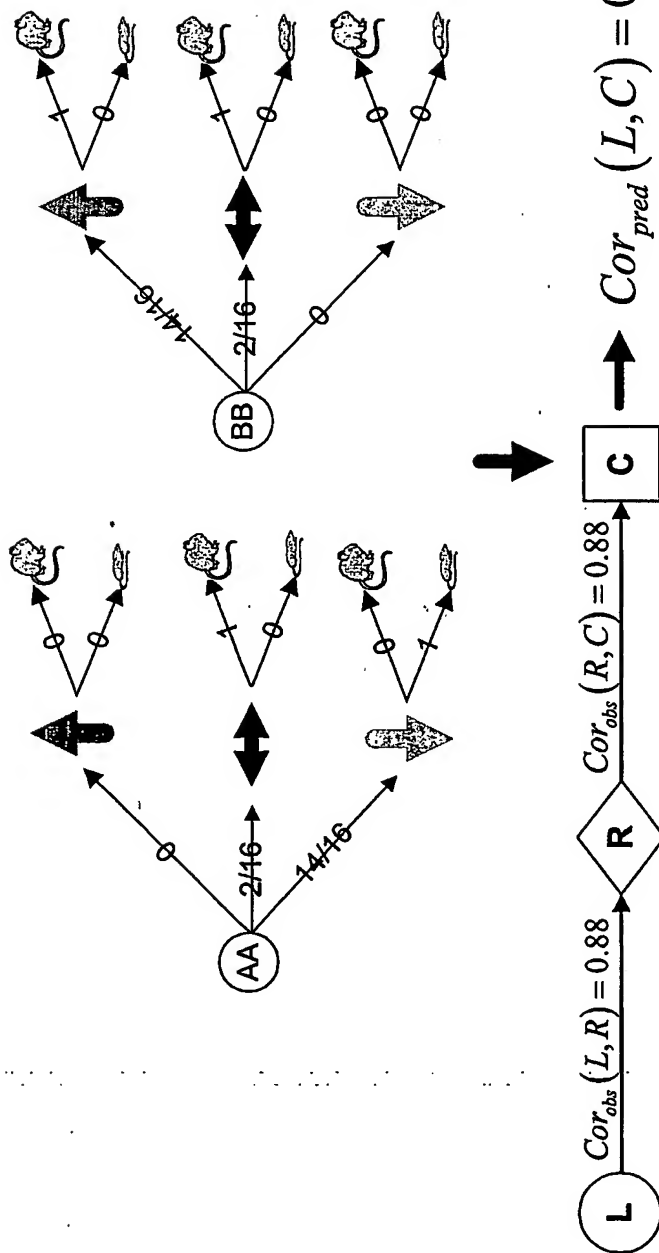 0
0
0
AA
2/16
1
0
14/16
0
1
14/16
1
0
BB
2/16
1
0
0
0
0
L
Cor_obs (L, R) = 0.88
R
Cor_obs (R, C) = 0.88
C
Cor_pred (L, C) = (